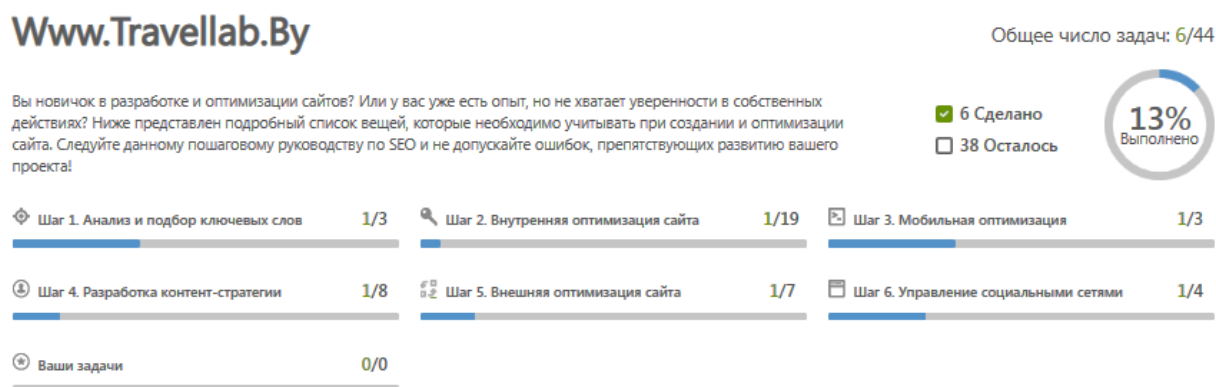 Www.Travellab.By
Общее число задач: 6/44
Вы новичок в разработке и оптимизации сайтов? Или у вас уже есть опыт, но не хватает уверенности в собственных
действиях? Ниже представлен подробный список вещей, которые необходимо учитывать при создании и оптимизации
сайта. Следуйте данному пошаговому руководству по SEO и не допускайте ошибок, препятствующих развитию вашего
проекта!
6 Сделано
38 Осталось
13%
Выполнено
Шаг 1. Анализ и подбор ключевых слов 1/3
Шаг 2. Внутренняя оптимизация сайта 1/19
Шаг 3. Мобильная оптимизация 1/3
Шаг 4. Разработка контент-стратегии 1/8
Шаг 5. Внешняя оптимизация сайта 1/7
Шаг 6. Управление социальными сетями 1/4
Ваши задачи 0/0